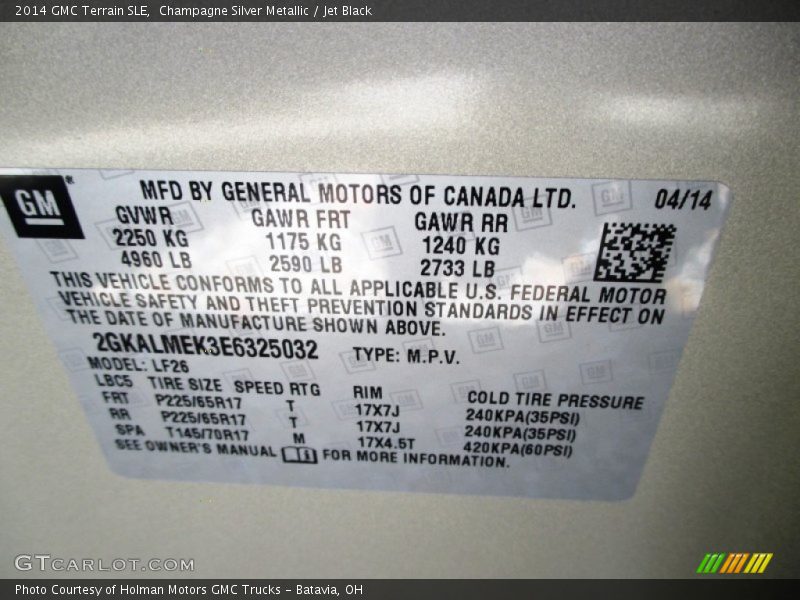 2014 GMC Terrain SLE, Champagne Silver Metallic / Jet Black
GM
MFD BY GENERAL MOTORS OF CANADA LTD. 04/14
GVWR GAWR FRT GAWR RR
2250 KG 1175 KG 1240 KG
4960 LB 2590 LB 2733 LB
THIS VEHICLE CONFORMS TO ALL APPLICABLE U.S. FEDERAL MOTOR
VEHICLE SAFETY AND THEFT PREVENTION STANDARDS IN EFFECT ON
THE DATE OF MANUFACTURE SHOWN ABOVE.
2GKALMEK3E6325032 TYPE: M.P.V.
MODEL: LF26
LBC5 TIRE SIZE SPEED RTG RIM COLD TIRE PRESSURE
FRT P225/65R17 T 17X7J 240KPA(35PSI)
RR P225/65R17 T 17X7J 240KPA(35PSI)
SPA T145/70R17 M 17X4.5T 420KPA(60PSI)
SEE OWNER'S MANUAL FOR MORE INFORMATION.
GTCARLOT.COM
Photo Courtesy of Holman Motors GMC Trucks - Batavia, OH